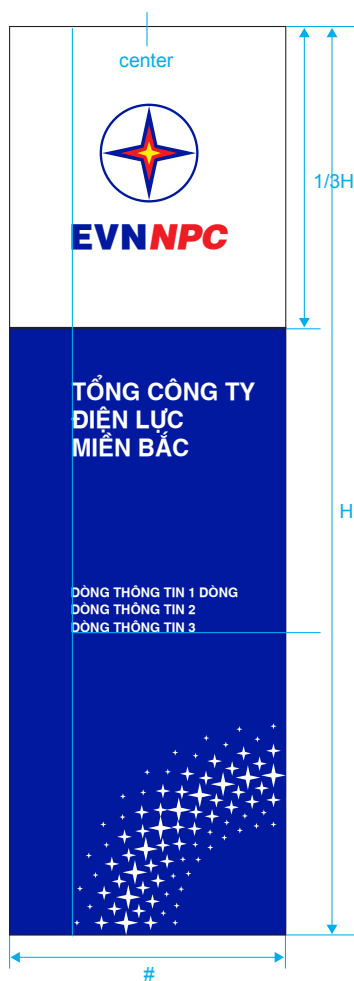 center
1/3H
EVNNPC
TỔNG CÔNG TY
ĐIỆN LỰC
MIỀN BẮC
H
DÒNG THÔNG TIN 1 DÒNG
DÒNG THÔNG TIN 2
DÒNG THÔNG TIN 3
#